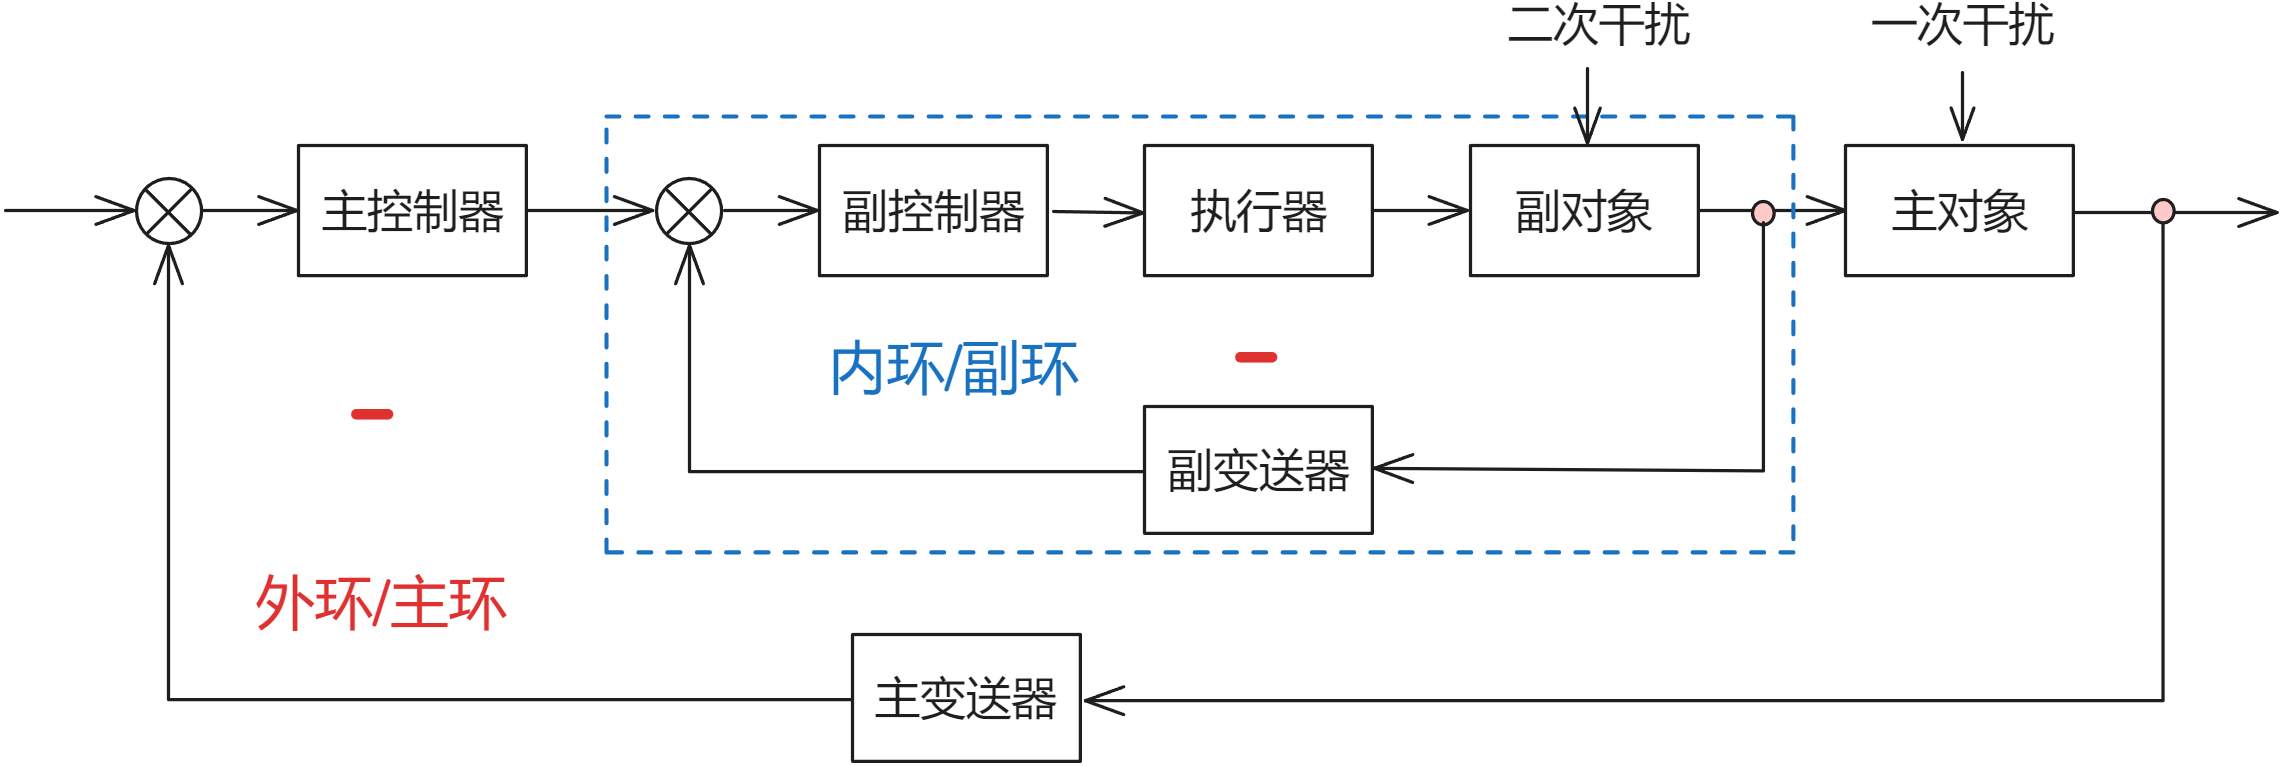 二次干扰
一次干扰
主控制器
副控制器
执行器
副对象
主对象
内环/副环
副变送器
外环/主环
主变送器